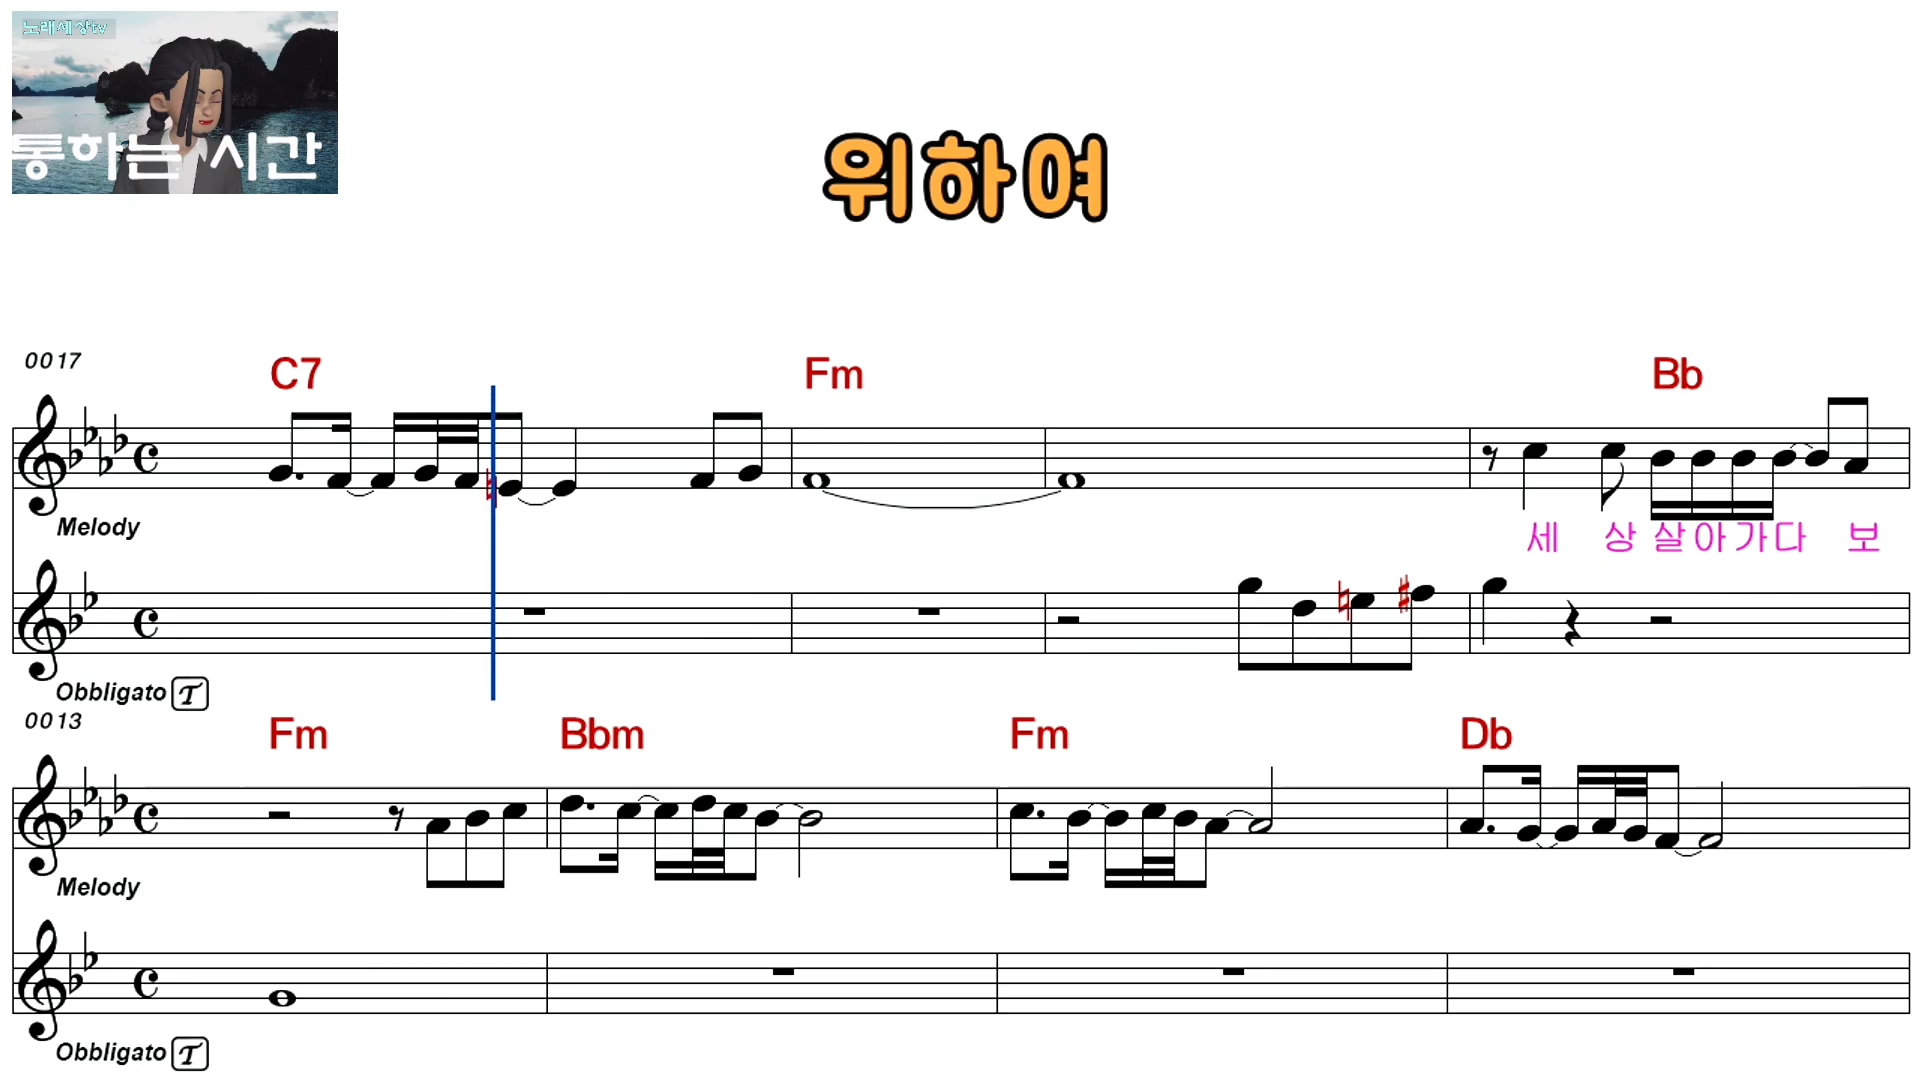 노래세상tv
통하는 시간
위하여
0017
C7 Fm Bb
Melody
세 상 살아가다 보
Obbligato T
0013
Fm Bbm Fm Db
Melody
Obbligato T